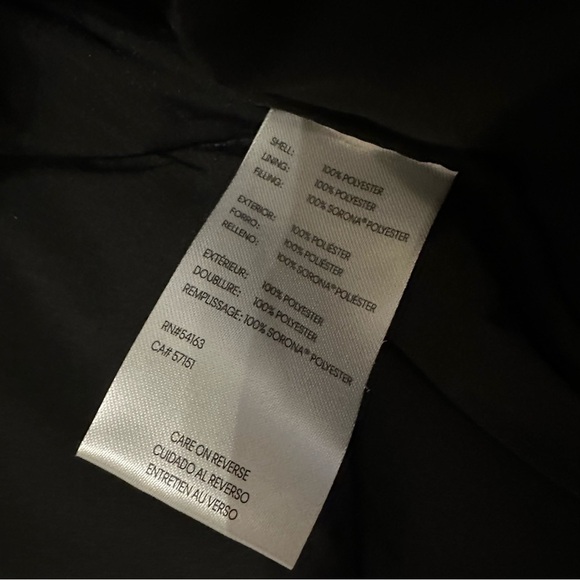 SHELL: 100% POLYESTER
LINING: 100% POLYESTER
FILLING: 100% SORONA® POLYESTER
EXTERIOR: 100% POLIÉSTER
FORRO: 100% POLIÉSTER
RELLENO: 100% SORONA® POLIÉSTER
EXTÉRIEUR: 100% POLYESTER
DOUBLURE: 100% POLYESTER
REMPLISSAGE: 100% SORONA® POLYESTER
RN#54163
CA# 57151
CARE ON REVERSE
CUIDADO AL REVERSO
ENTRETIEN AU VERSO